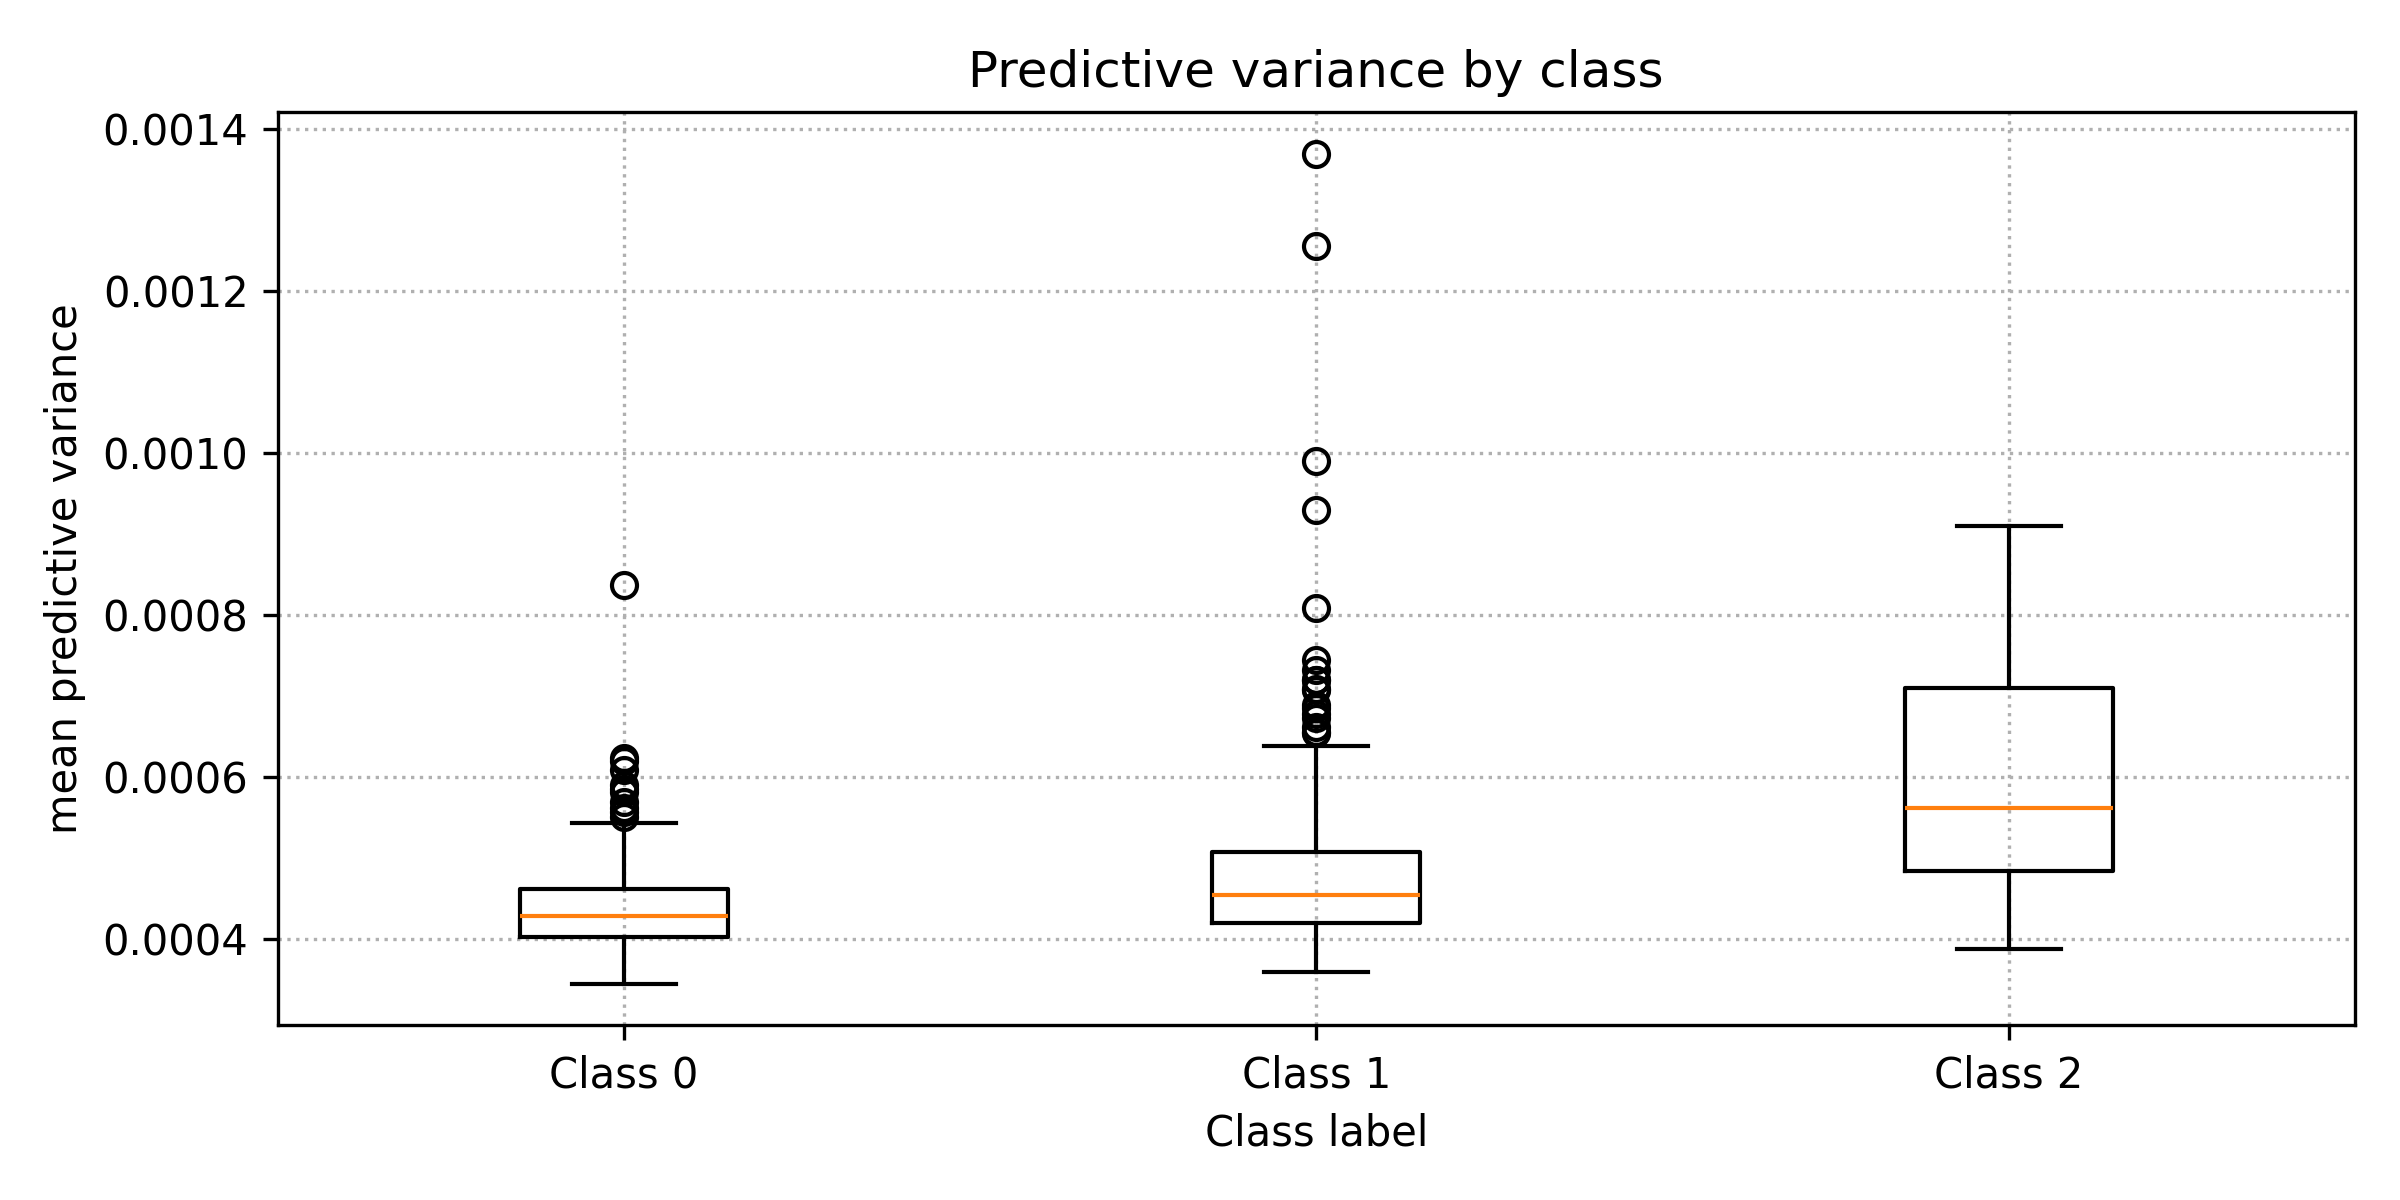 Predictive variance by class
mean predictive variance
0.0014
0.0012
0.0010
0.0008
0.0006
0.0004
Class 0
Class 1
Class 2
Class label